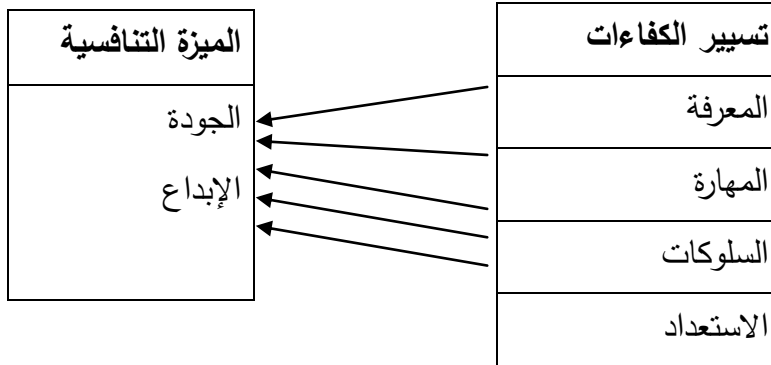 تسيير الكفاءات
المعرفة
المهارة
السلوكات
الاستعداد
الميزة التنافسية
الجودة
الإبداع